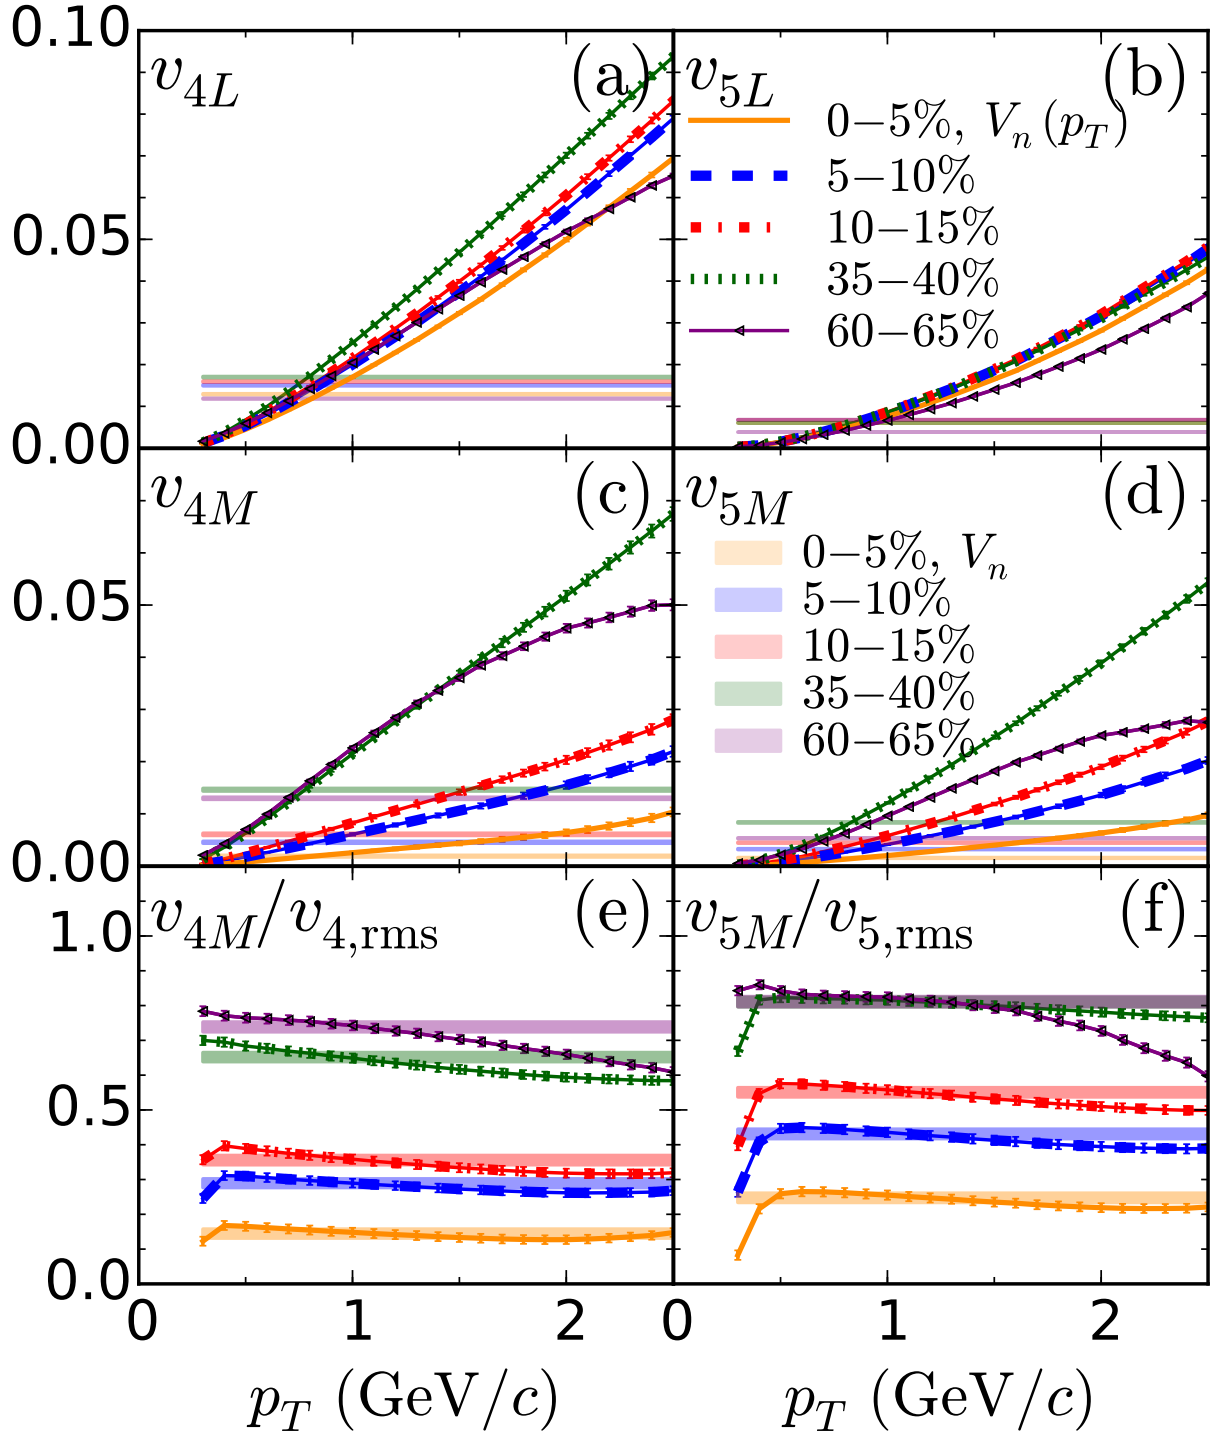 0.10
v4L
(a)
v5L
(b)
0−5%, Vn(pT)
5−10%
10−15%
35−40%
60−65%
0.05
0.00
v4M
(c)
v5M
(d)
0−5%, Vn
5−10%
10−15%
35−40%
60−65%
0.05
0.00
v4M/v4,rms
(e)
v5M/v5,rms
(f)
1.0
0.5
0.0
0 1 2 0 1 2
pT (GeV/c)
pT (GeV/c)